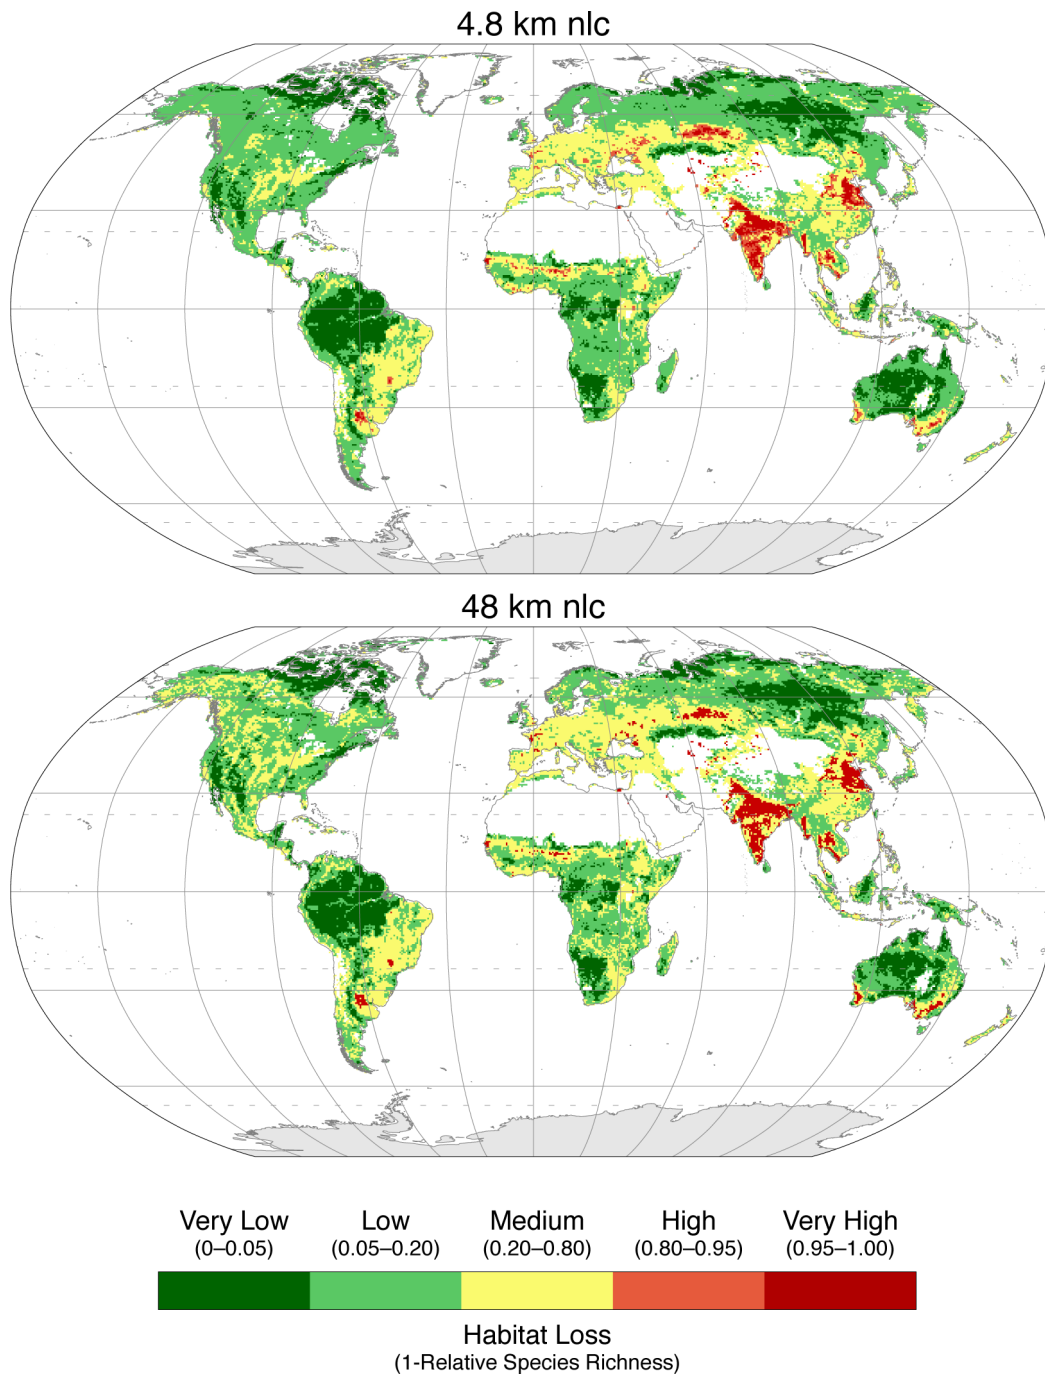 4.8 km nlc
48 km nlc
Very Low Low Medium High Very High
(0–0.05) (0.05–0.20) (0.20–0.80) (0.80–0.95) (0.95–1.00)
Habitat Loss
(1-Relative Species Richness)